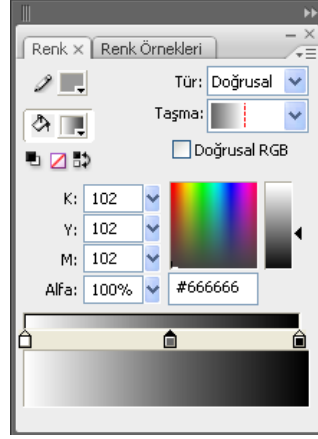 Renk × Renk Örnekleri
Tür: Doğrusal
Taşma:
Doğrusal RGB
K: 102
Y: 102
M: 102
Alfa: 100% #666666